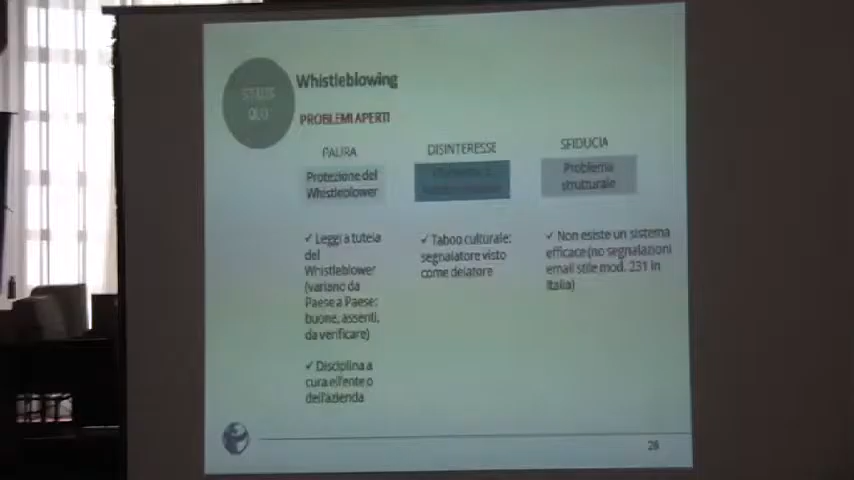 STATUS
QUO
Whistleblowing
PROBLEMI APERTI
PAURA
Protezione del
Whistleblower
✓ Leggi a tutela
del
Whistleblower
(variano da
Paese a Paese:
buone, assenti,
da verificare)
✓ Disciplina a
cura ell'ente o
dell'azienda
DISINTERESSE
✓ Taboo culturale:
segnalatore visto
come delatore
SFIDUCIA
Problema
strutturale
✓ Non esiste un sistema
efficace (no segnalazioni
email stile mod. 231 in
Italia)
26